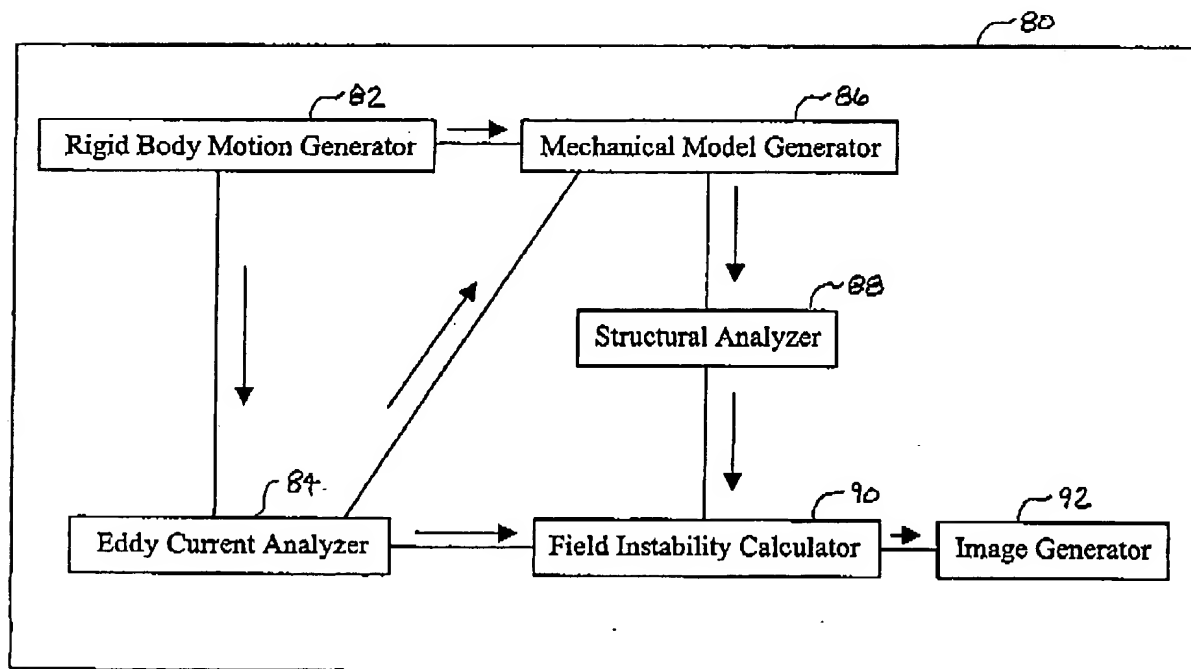 80
82
86
Rigid Body Motion Generator
Mechanical Model Generator
88
Structural Analyzer
84
90
92
Eddy Current Analyzer
Field Instability Calculator
Image Generator